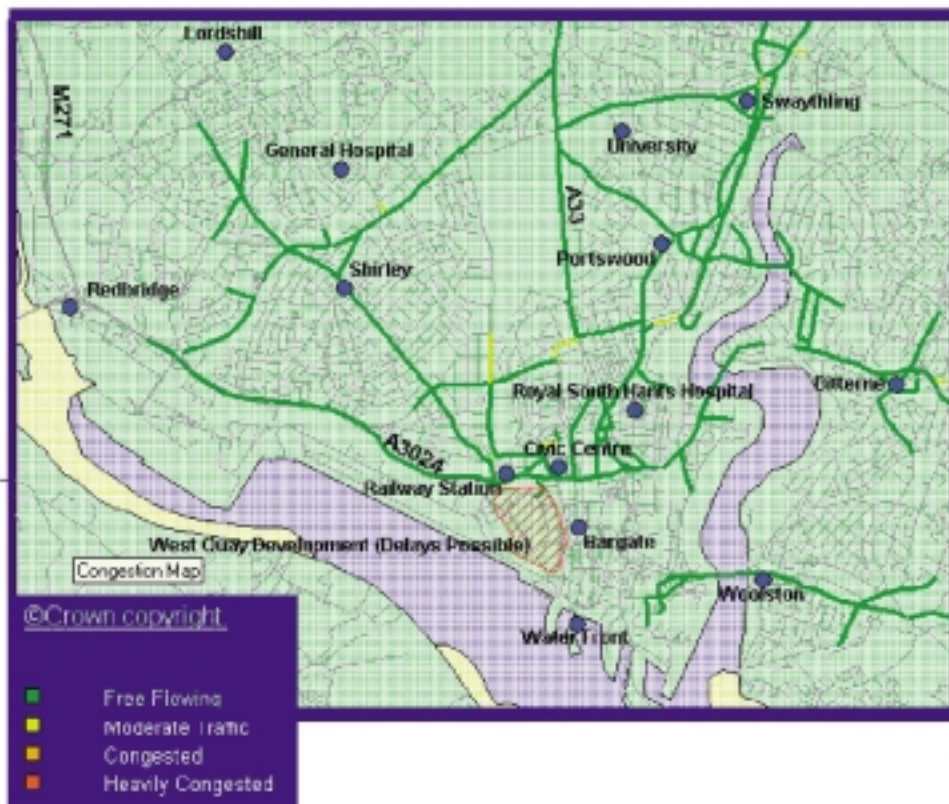 Lordshill
M271
Swaythling
General Hospital
University
A33
Portswood
Shirley
Redbridge
Royal South Hants Hospital
Bitterne
A3024
Civic Centre
Railway Station
West Quay Development (Delays Possible)
Bargate
Congestion Map
Woolston
©Crown copyright
Water Front
Free Flowing
Moderate Traffic
Congested
Heavily Congested